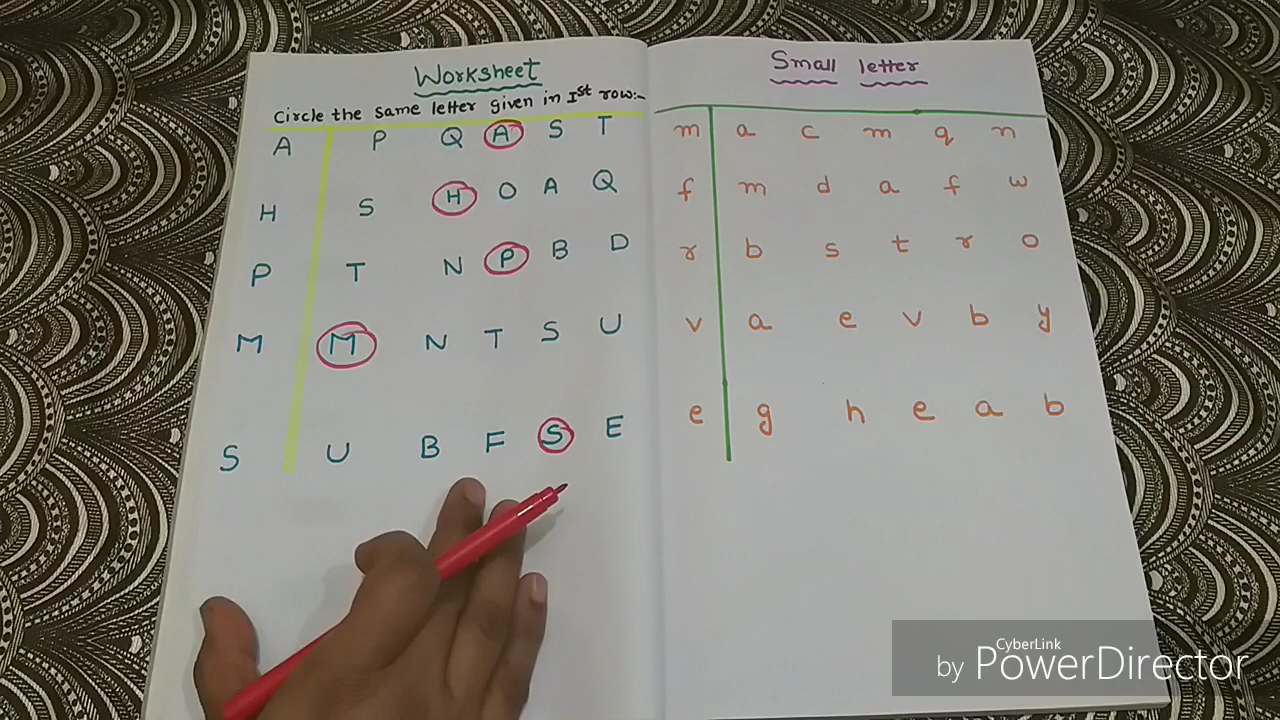 Worksheet
Circle the same letter given in Ist row:-
A P Q A S T
H S H O A Q
P T N P B D
M M N T S U
S U B F S E
Small letter
m a c m q n
f m d a f w
r b s t r o
v a e v b y
e g h e a b
CyberLink
by PowerDirector